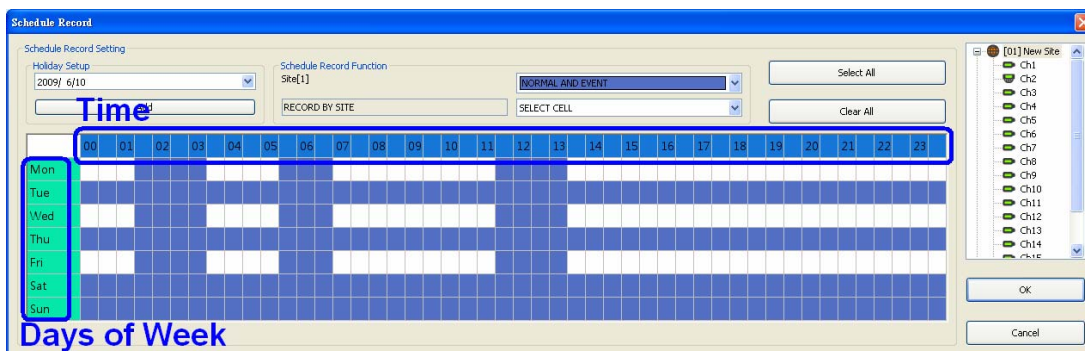 Schedule Record
Schedule Record Setting
Holiday Setup
2009/ 6/10
Schedule Record Function
Site[1]
RECORD BY SITE
NORMAL AND EVENT
SELECT CELL
Select All
Clear All
Time
00 01 02 03 04 05 06 07 08 09 10 11 12 13 14 15 16 17 18 19 20 21 22 23
Mon
Tue
Wed
Thu
Fri
Sat
Sun
Days of Week
[01] New Site
Ch1
Ch2
Ch3
Ch4
Ch5
Ch6
Ch7
Ch8
Ch9
Ch10
Ch11
Ch12
Ch13
Ch14
Ch15
OK
Cancel